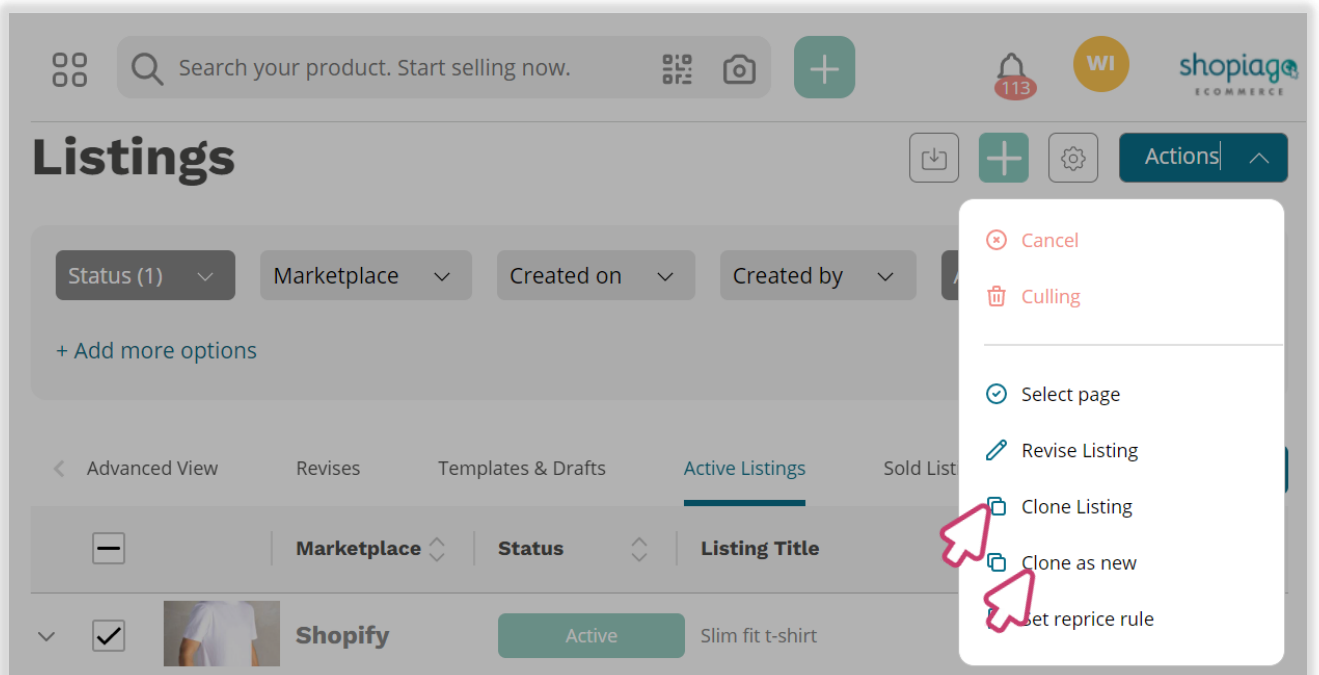 Search your product. Start selling now.
113
WI
shopiago
ECOMMERCE
Listings
Actions
Cancel
Culling
Status (1)
Marketplace
Created on
Created by
+ Add more options
Select page
Revise Listing
Clone Listing
Clone as new
Set reprice rule
Advanced View
Revises
Templates & Drafts
Active Listings
Sold List
Marketplace
Status
Listing Title
Shopify
Active
Slim fit t-shirt